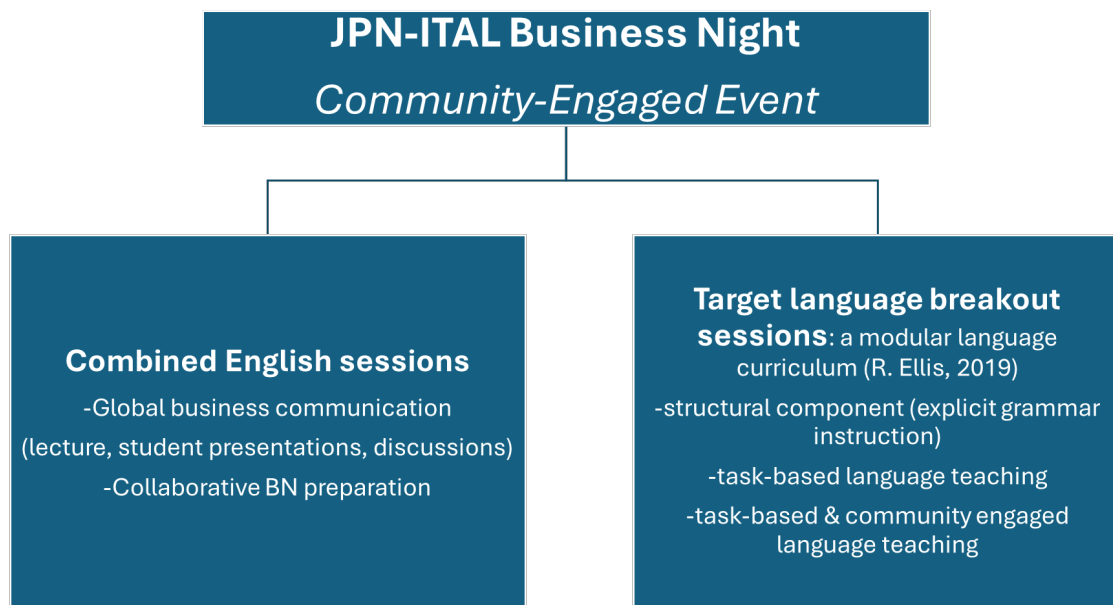 JPN-ITAL Business Night
Community-Engaged Event
Combined English sessions
-Global business communication
(lecture, student presentations, discussions)
-Collaborative BN preparation
Target language breakout
sessions: a modular language
curriculum (R. Ellis, 2019)
-structural component (explicit grammar
instruction)
-task-based language teaching
-task-based & community engaged
language teaching